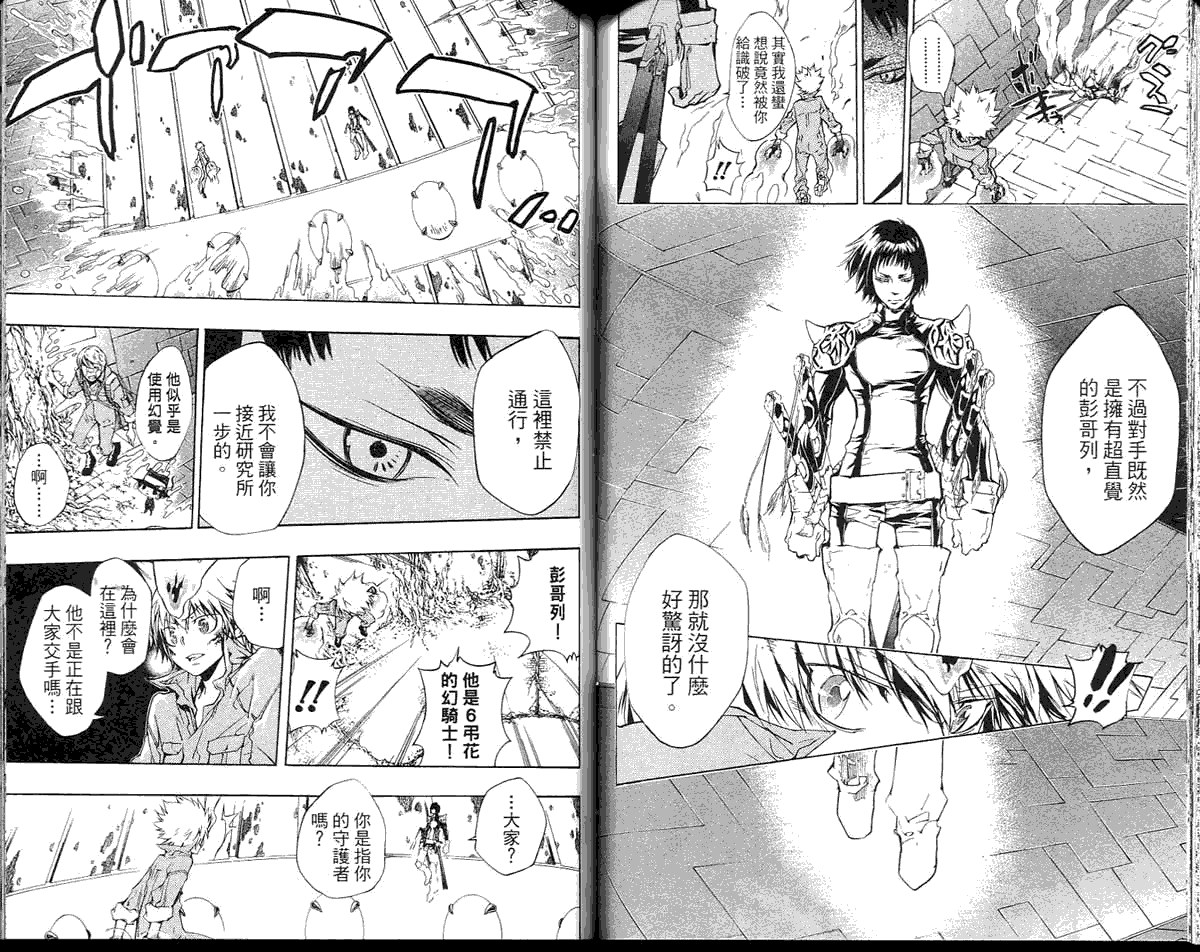 グシャ
ボッ
………
其實我還蠻
想說竟然被你
給識破了…
!!
不過對手既然
是擁有超直覺
的彭哥列，
那就沒什麼
好驚訝的了。
!!
這裡禁止
通行，
我不會讓你
接近研究所
一步的。
他似乎是
使用幻覺。
…啊……
彭哥列！
他是６弔花
的幻騎士！
!!
啊…
為什麼會
在這裡？
他不是正在跟
大家交手嗎…
…大家？
你是指你
的守護者
嗎？